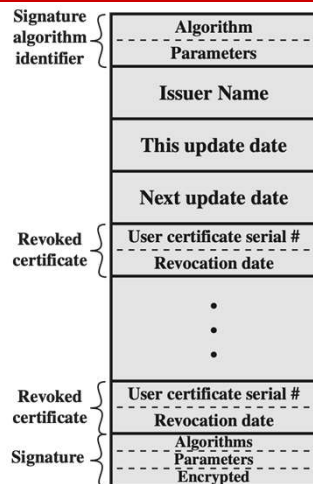 Signature
algorithm
identifier
Algorithm
Parameters
Issuer Name
This update date
Next update date
Revoked
certificate
User certificate serial #
Revocation date
•
•
•
Revoked
certificate
User certificate serial #
Revocation date
Signature
Algorithms
Parameters
Encrypted